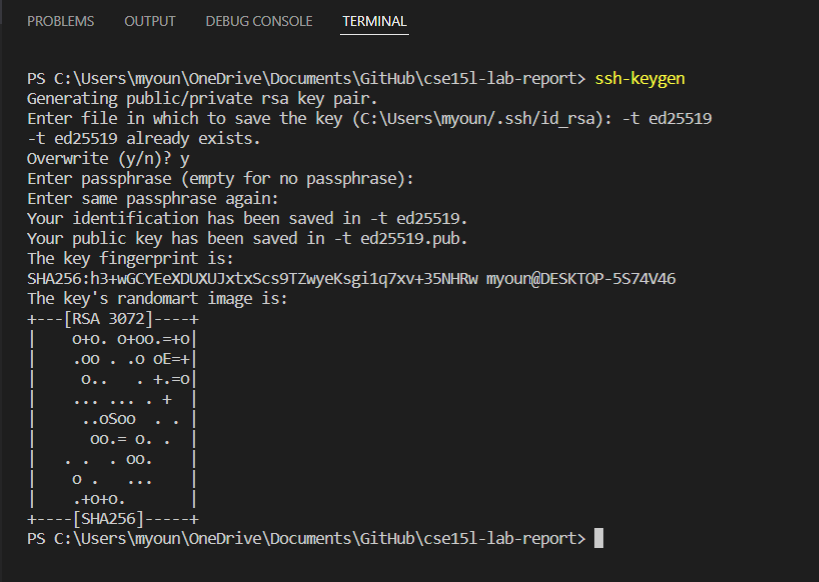 PROBLEMS OUTPUT DEBUG CONSOLE TERMINAL
PS C:\Users\myoun\OneDrive\Documents\GitHub\cse15l-lab-report> ssh-keygen
Generating public/private rsa key pair.
Enter file in which to save the key (C:\Users\myoun/.ssh/id_rsa): -t ed25519
-t ed25519 already exists.
Overwrite (y/n)? y
Enter passphrase (empty for no passphrase):
Enter same passphrase again:
Your identification has been saved in -t ed25519.
Your public key has been saved in -t ed25519.pub.
The key fingerprint is:
SHA256:h3+wGCYEeXDUXUJxtxScs9TZwyeKsgi1q7xv+35NHRw myoun@DESKTOP-5S74V46
The key's randomart image is:
+---[RSA 3072]----+
|    o+o. o+oo.=+o|
|    .oo . .o oE=+|
|     o..   . +.=o|
|    ... ... . +  |
|     ..oSoo  . . |
|      oo.= o. .  |
|   . .  . oo.    |
|    o .   ...    |
|    .+o+o.       |
+----[SHA256]-----+
PS C:\Users\myoun\OneDrive\Documents\GitHub\cse15l-lab-report>